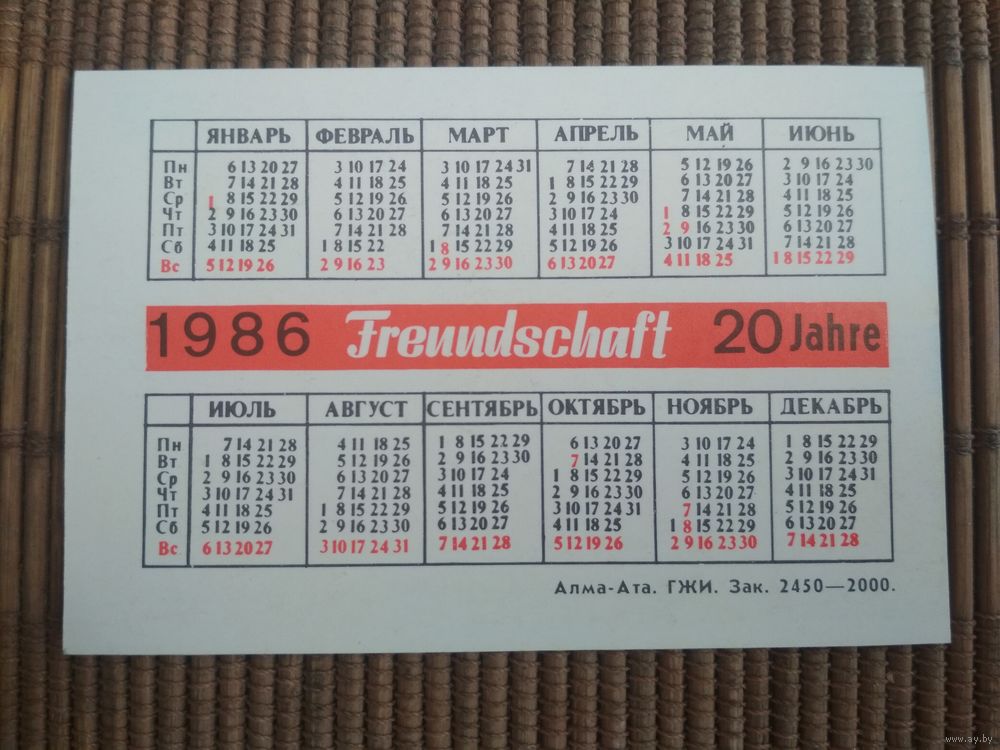 ЯНВАРЬ ФЕВРАЛЬ МАРТ АПРЕЛЬ МАЙ ИЮНЬ
Пн 6 13 20 27 3 10 17 24 3 10 17 24 31 7 14 21 28 5 12 19 26 2 9 16 23 30
Вт 7 14 21 28 4 11 18 25 4 11 18 25 1 8 15 22 29 6 13 20 27 3 10 17 24
Ср 1 8 15 22 29 5 12 19 26 5 12 19 26 2 9 16 23 30 7 14 21 28 4 11 18 25
Чт 2 9 16 23 30 6 13 20 27 6 13 20 27 3 10 17 24 1 8 15 22 29 5 12 19 26
Пт 3 10 17 24 31 7 14 21 28 7 14 21 28 4 11 18 25 2 9 16 23 30 6 13 20 27
Сб 4 11 18 25 1 8 15 22 1 8 15 22 29 5 12 19 26 3 10 17 24 31 7 14 21 28
Вс 5 12 19 26 2 9 16 23 2 9 16 23 30 6 13 20 27 4 11 18 25 1 8 15 22 29
1986 Freundschaft 20 Jahre
ИЮЛЬ АВГУСТ СЕНТЯБРЬ ОКТЯБРЬ НОЯБРЬ ДЕКАБРЬ
Пн 7 14 21 28 4 11 18 25 1 8 15 22 29 6 13 20 27 3 10 17 24 1 8 15 22 29
Вт 1 8 15 22 29 5 12 19 26 2 9 16 23 30 7 14 21 28 4 11 18 25 2 9 16 23 30
Ср 2 9 16 23 30 6 13 20 27 3 10 17 24 1 8 15 22 29 5 12 19 26 3 10 17 24 31
Чт 3 10 17 24 31 7 14 21 28 4 11 18 25 2 9 16 23 30 6 13 20 27 4 11 18 25
Пт 4 11 18 25 1 8 15 22 29 5 12 19 26 3 10 17 24 31 7 14 21 28 5 12 19 26
Сб 5 12 19 26 2 9 16 23 30 6 13 20 27 4 11 18 25 1 8 15 22 29 6 13 20 27
Вс 6 13 20 27 3 10 17 24 31 7 14 21 28 5 12 19 26 2 9 16 23 30 7 14 21 28
Алма-Ата. ГЖИ. Зак. 2450—2000.
www.ay.by